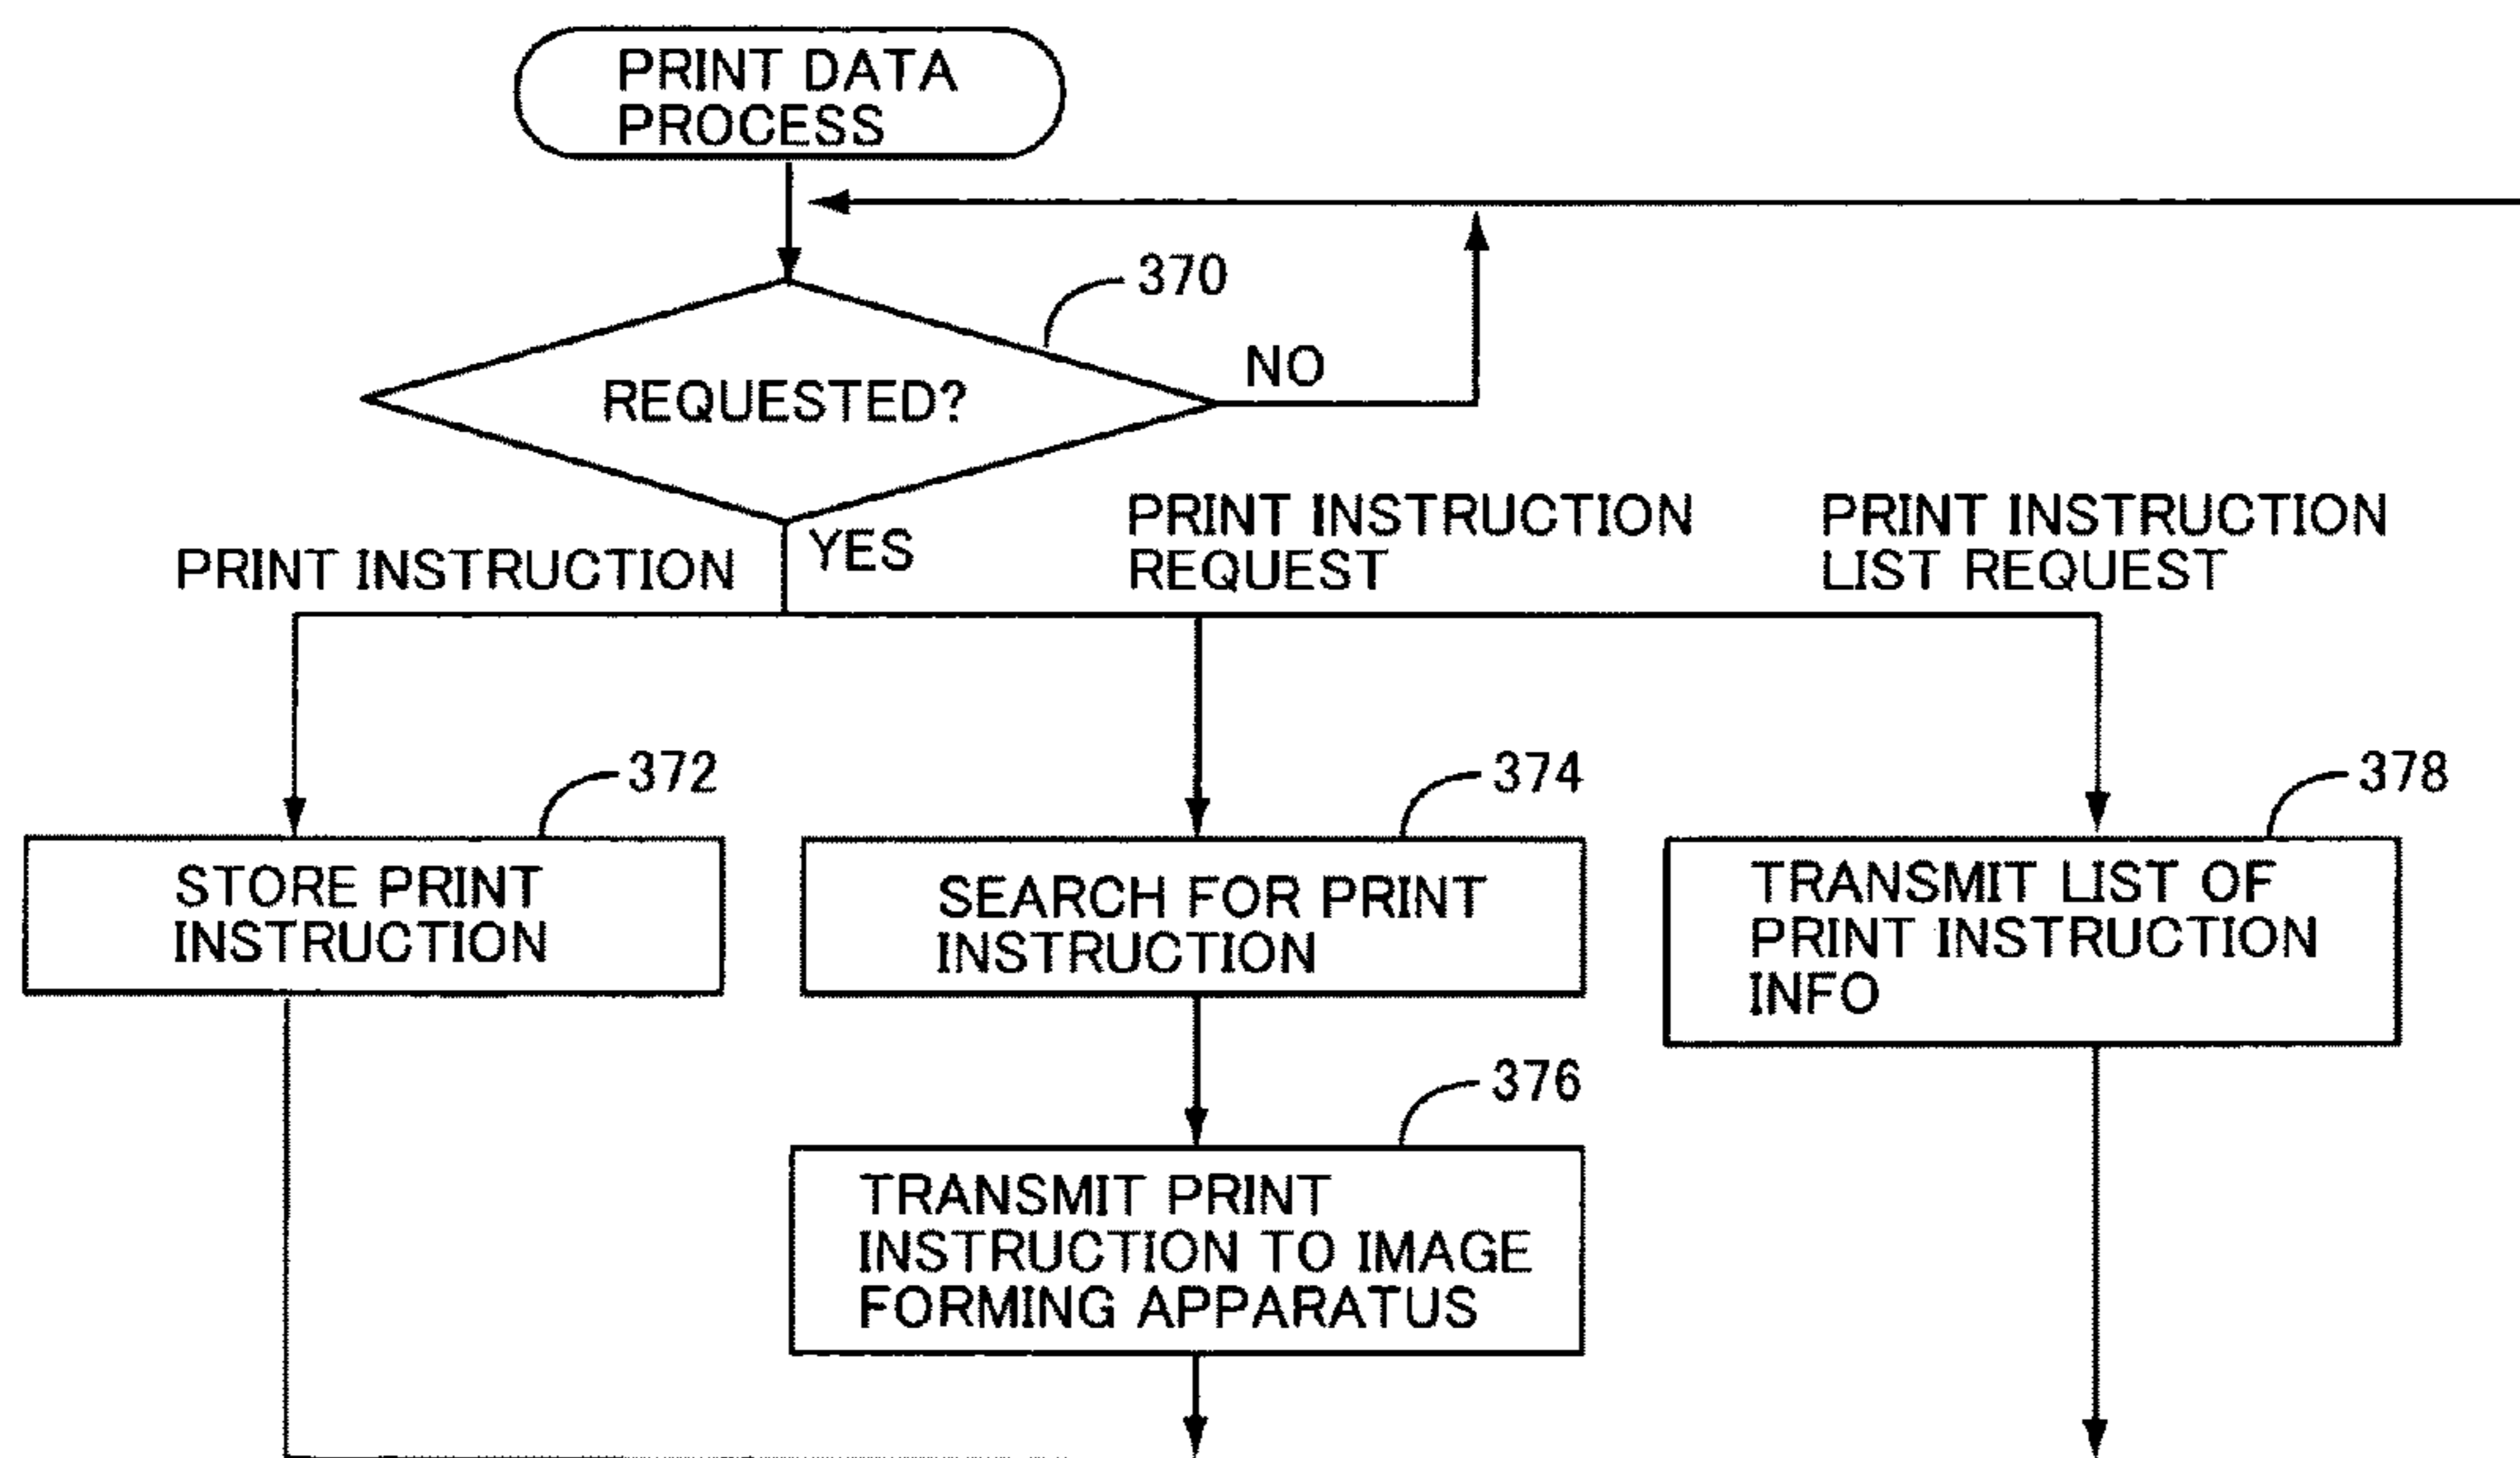 PRINT DATA
PROCESS
370
REQUESTED?
NO
YES
PRINT INSTRUCTION
PRINT INSTRUCTION
REQUEST
PRINT INSTRUCTION
LIST REQUEST
372
STORE PRINT
INSTRUCTION
374
SEARCH FOR PRINT
INSTRUCTION
378
TRANSMIT LIST OF
PRINT INSTRUCTION
INFO
376
TRANSMIT PRINT
INSTRUCTION TO IMAGE
FORMING APPARATUS